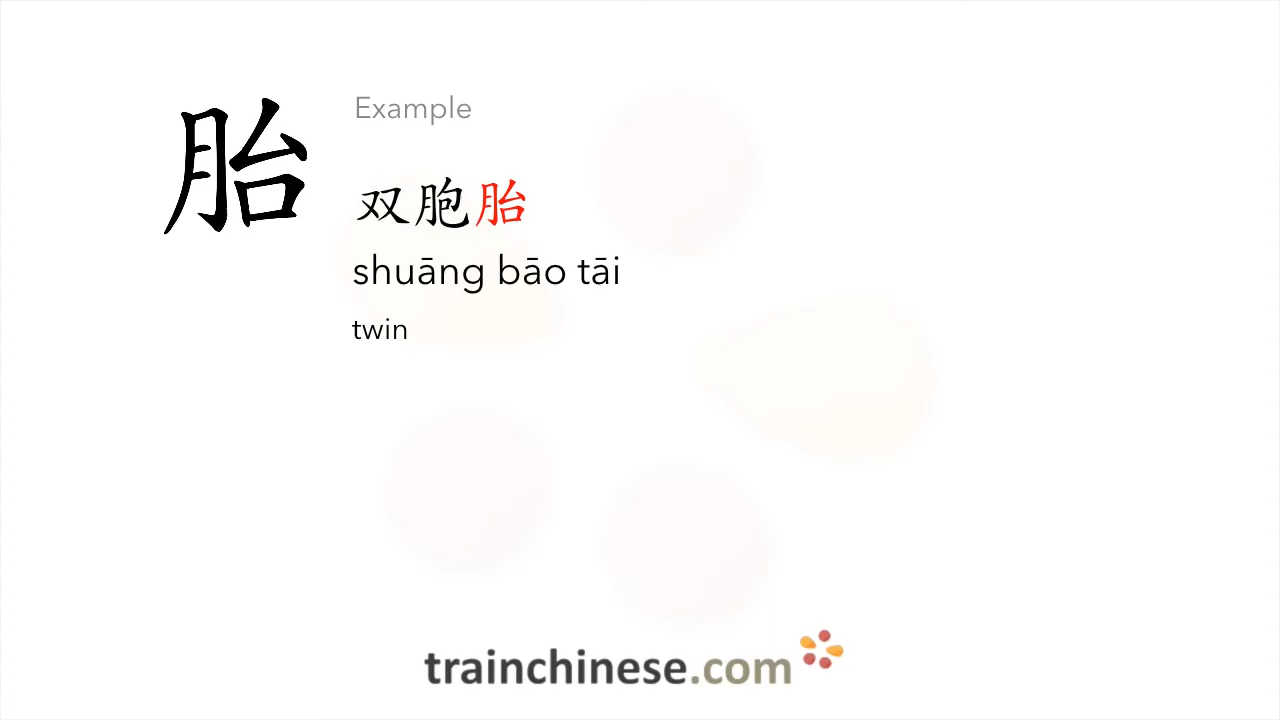 胎
Example
双胞胎
shuāng bāo tāi
twin
trainchinese.com